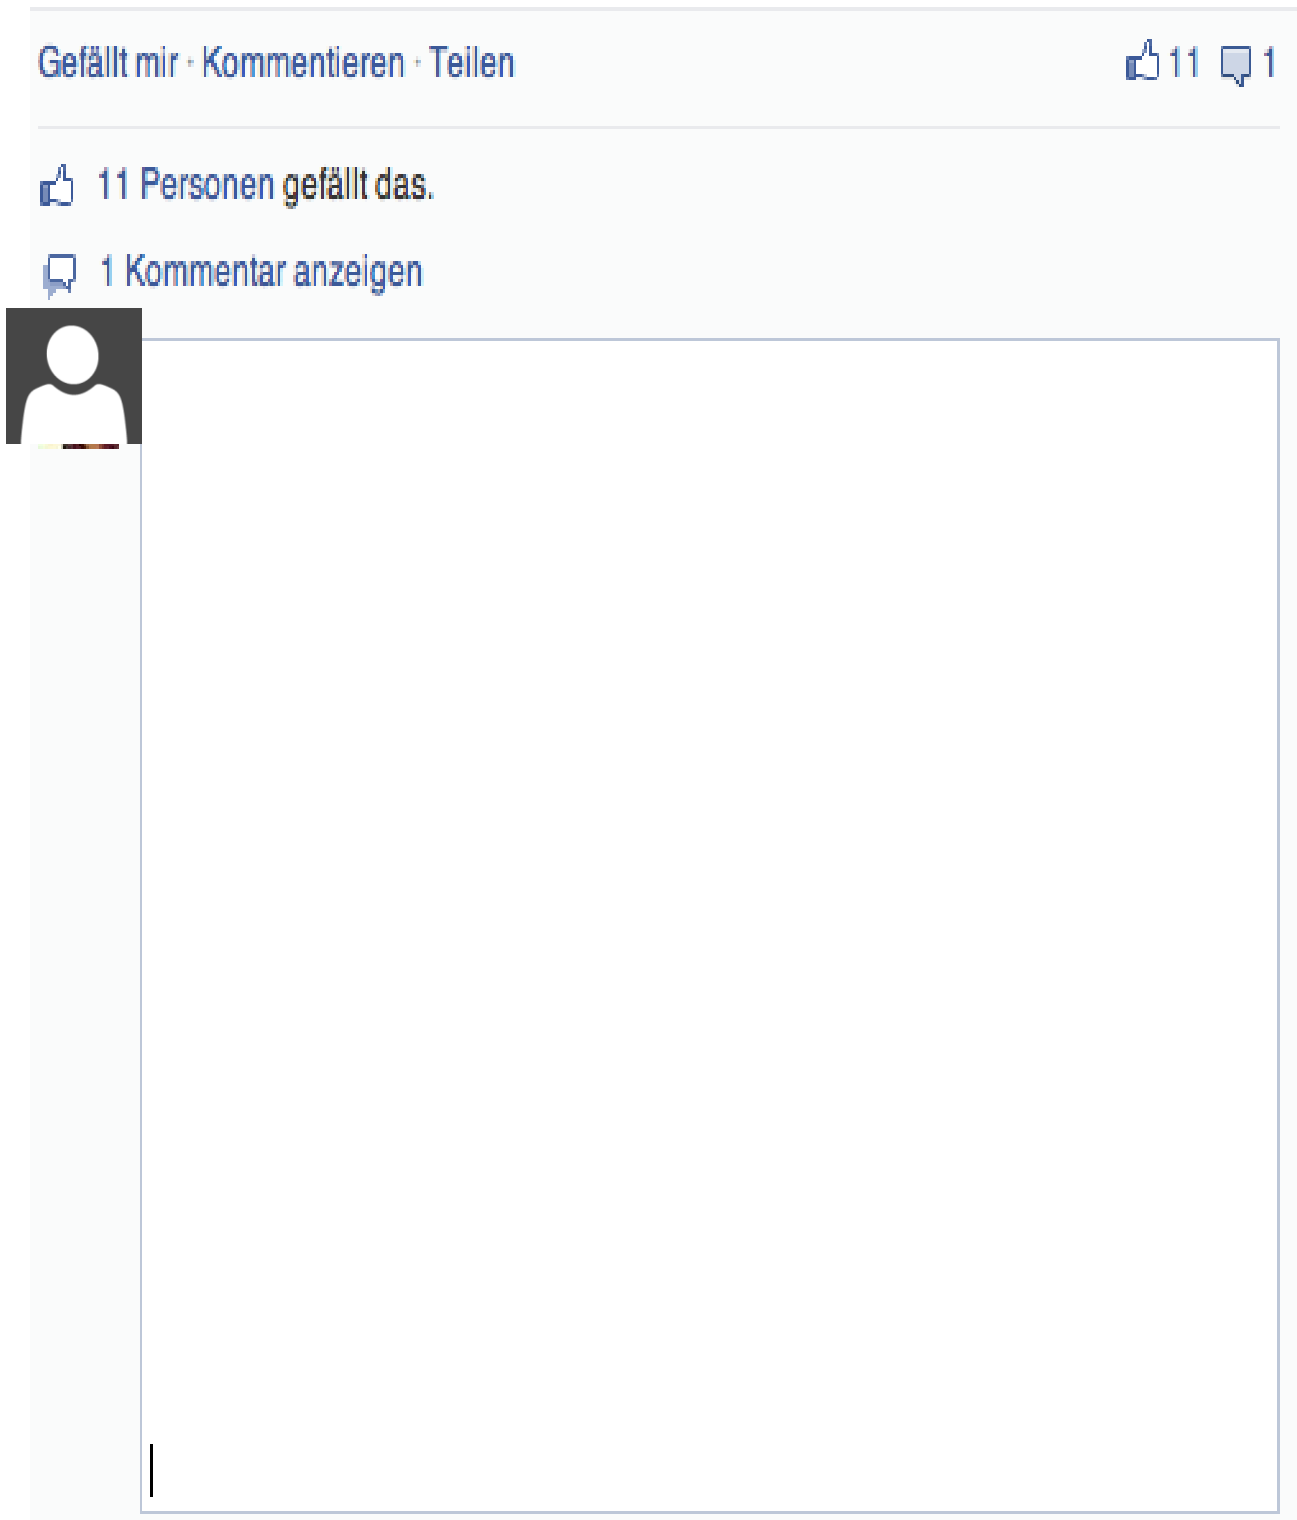 Gefällt mir · Kommentieren · Teilen 11 1
11 Personen gefällt das.
1 Kommentar anzeigen